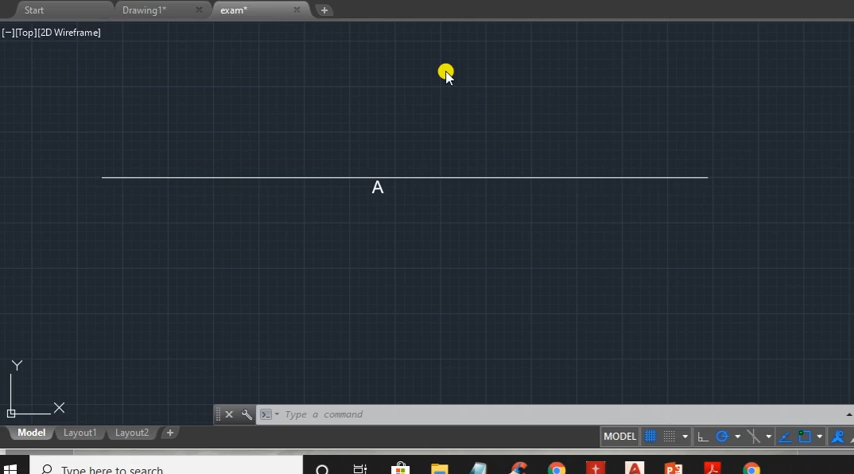 Start Drawing1* exam*
[−][Top][2D Wireframe]
A
Y
X
Type a command
Model Layout1 Layout2 +
MODEL
Type here to search